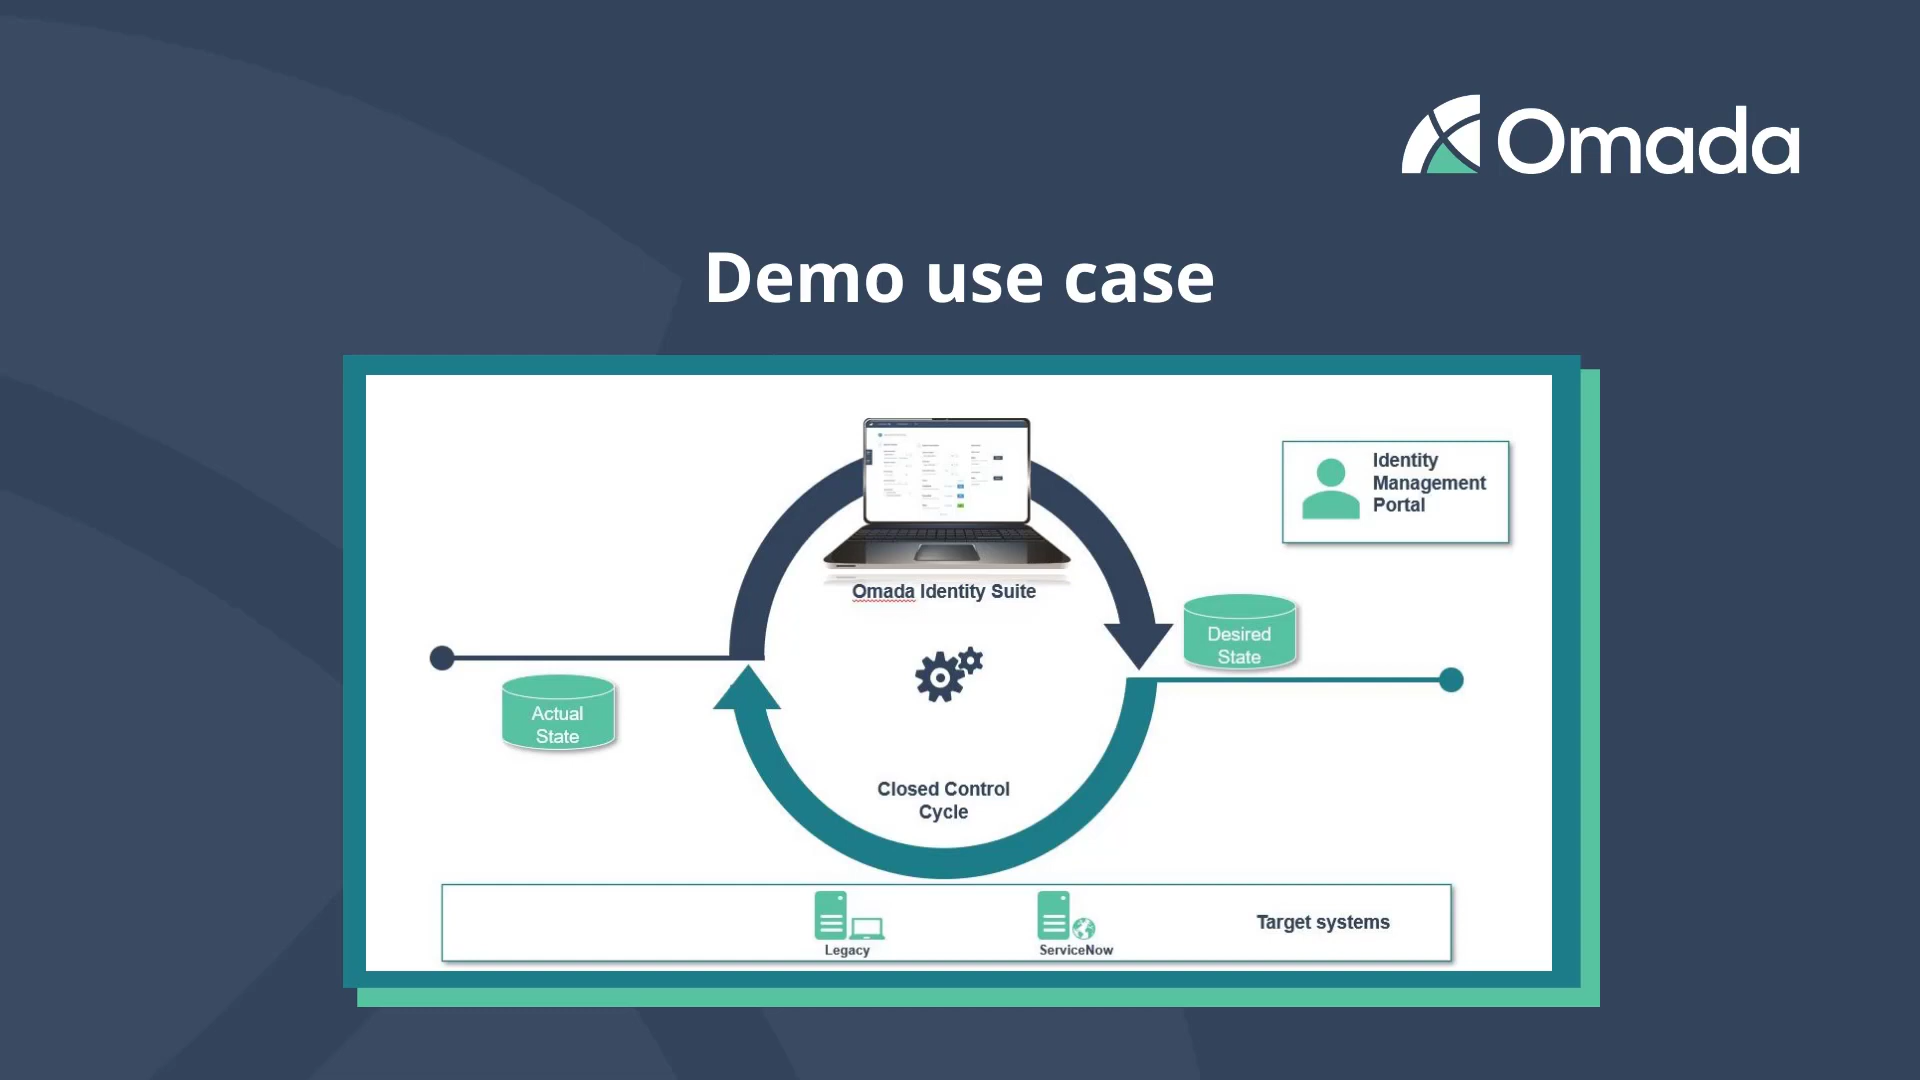 Omada
Demo use case
Identity
Management
Portal
Omada Identity Suite
Desired
State
Actual
State
Closed Control
Cycle
Legacy
ServiceNow
Target systems